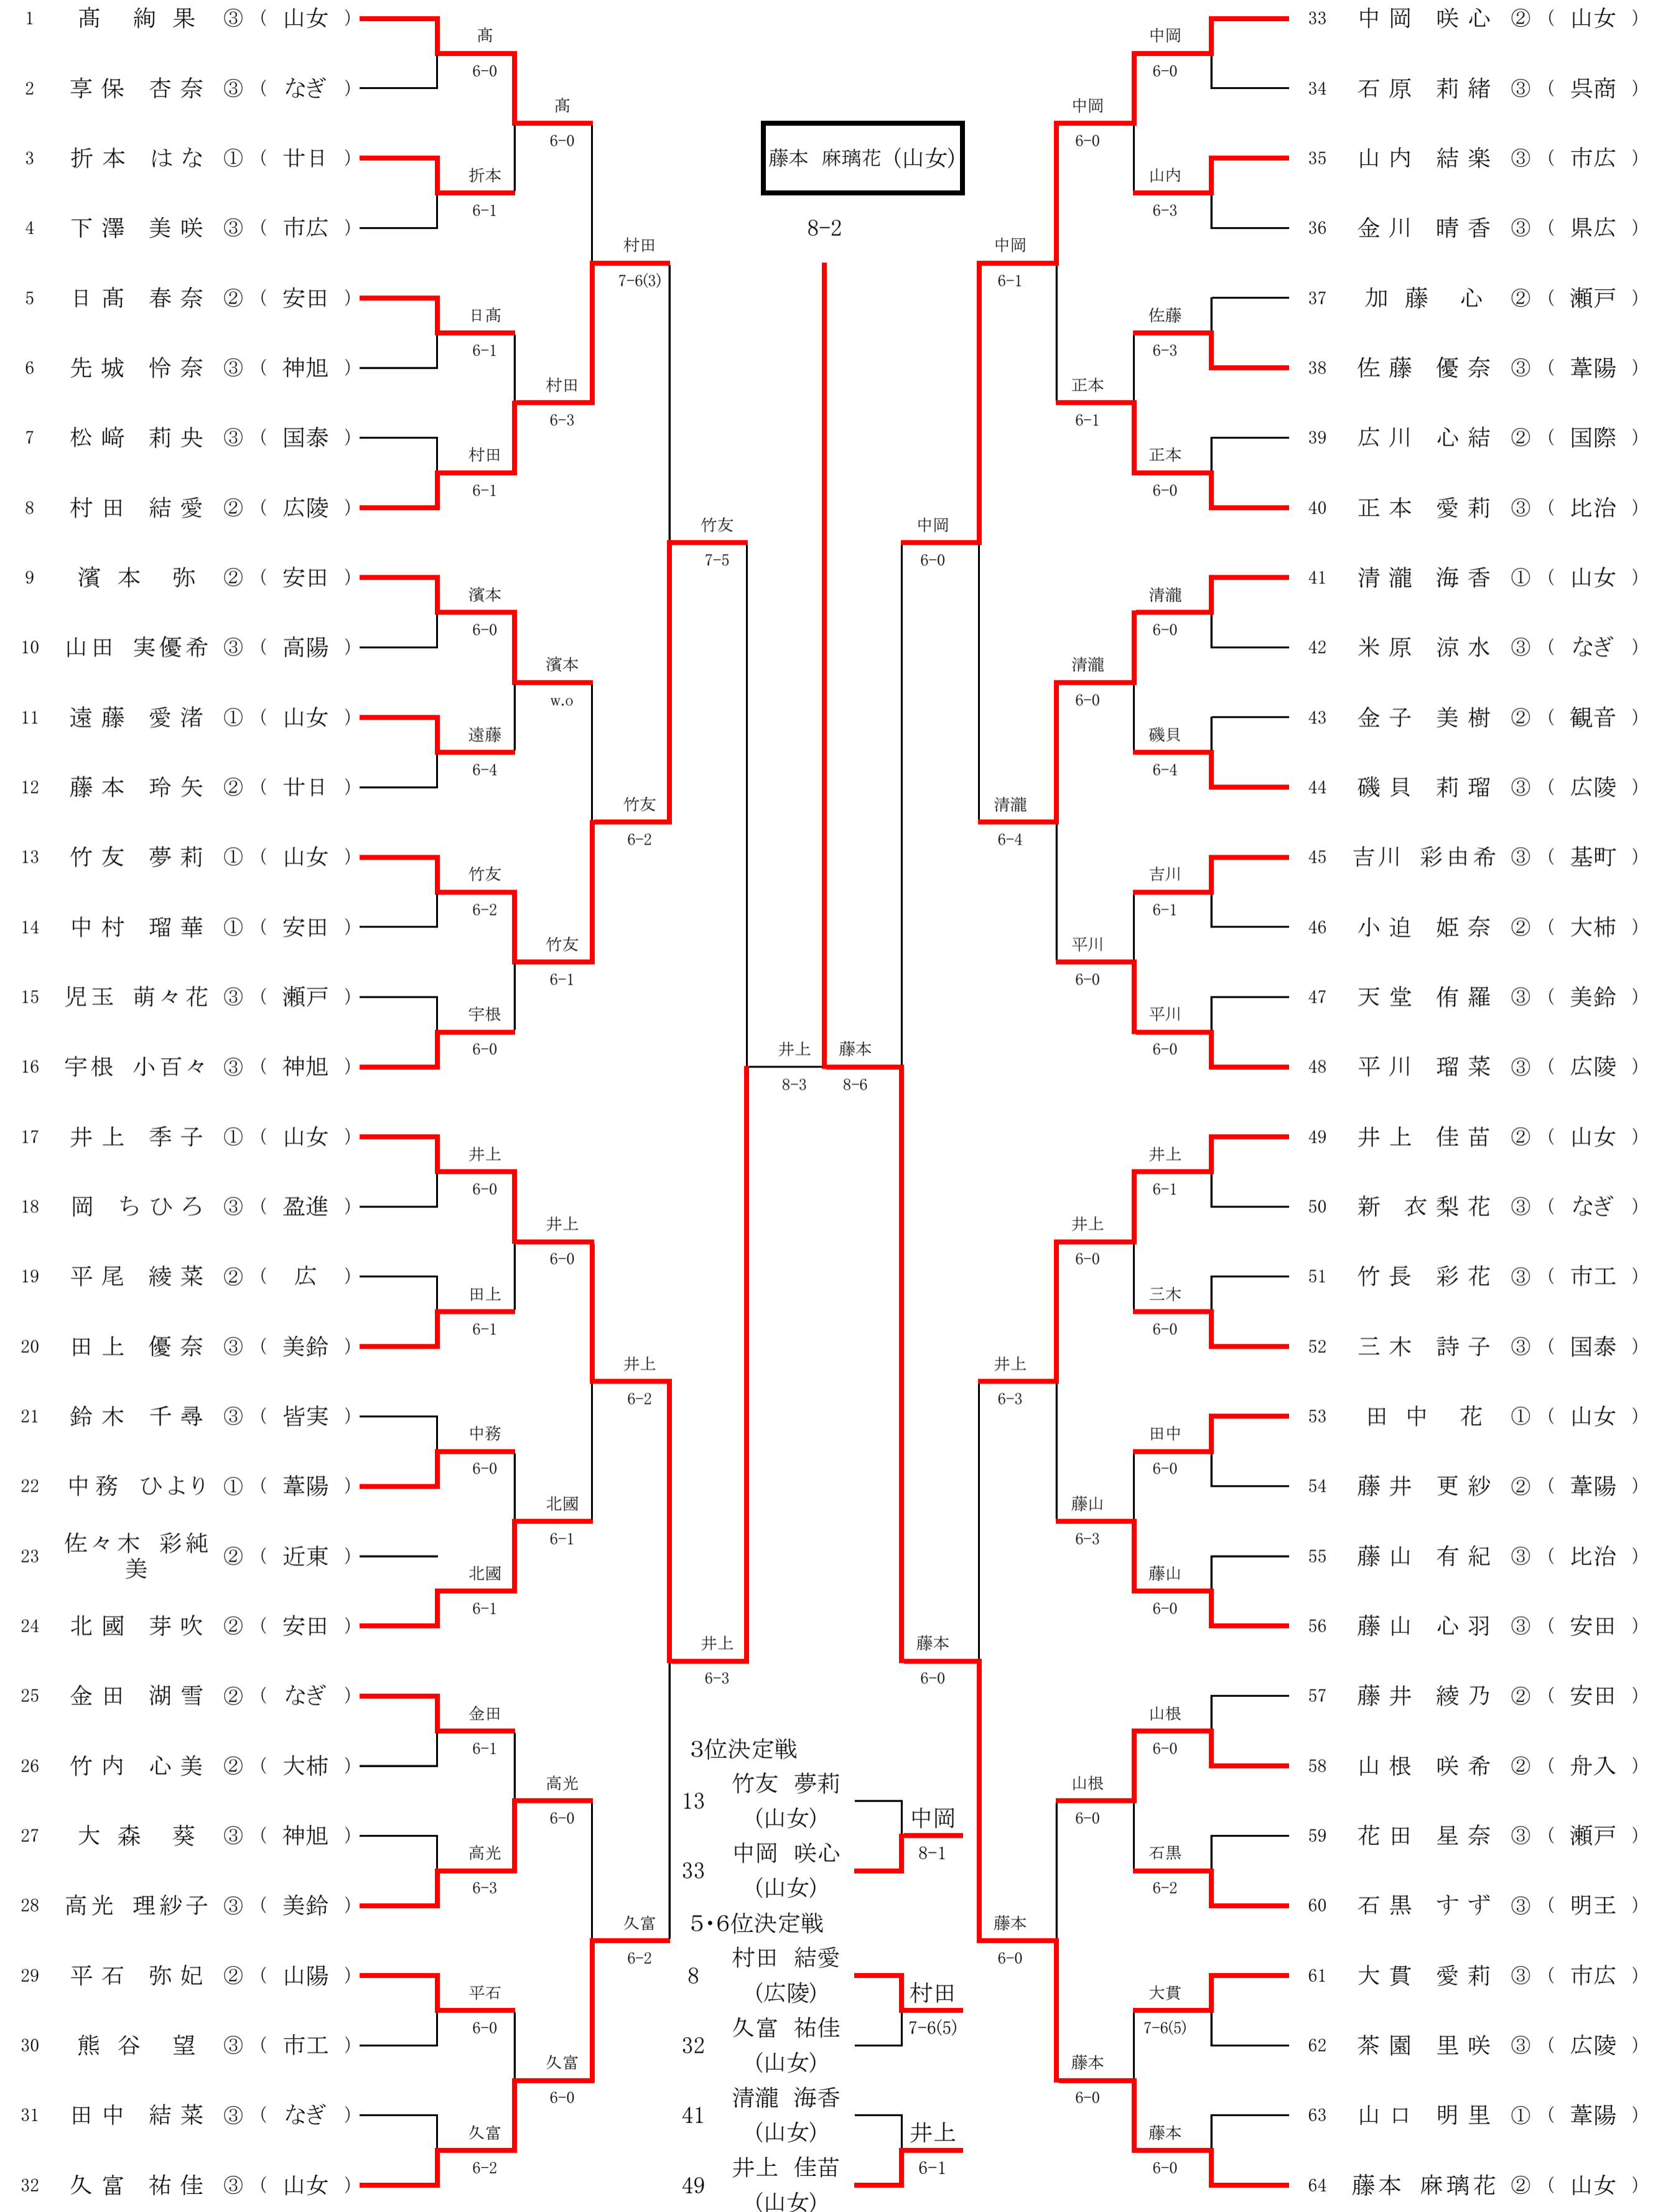 1 髙 絢果 ③ ( 山女 )
2 享保 杏奈 ③ ( なぎ )
3 折本 はな ① ( 廿日 )
4 下澤 美咲 ③ ( 市広 )
5 日髙 春奈 ② ( 安田 )
6 先城 怜奈 ③ ( 神旭 )
7 松﨑 莉央 ③ ( 国泰 )
8 村田 結愛 ② ( 広陵 )
9 濱本 弥 ② ( 安田 )
10 山田 実優希 ③ ( 高陽 )
11 遠藤 愛渚 ① ( 山女 )
12 藤本 玲矢 ② ( 廿日 )
13 竹友 夢莉 ① ( 山女 )
14 中村 瑠華 ① ( 安田 )
15 児玉 萌々花 ③ ( 瀬戸 )
16 宇根 小百々 ③ ( 神旭 )
17 井上 季子 ① ( 山女 )
18 岡 ちひろ ③ ( 盈進 )
19 平尾 綾菜 ② ( 広 )
20 田上 優奈 ③ ( 美鈴 )
21 鈴木 千尋 ③ ( 皆実 )
22 中務 ひより ① ( 葦陽 )
23 佐々木 彩純
美 ② ( 近東 )
24 北國 芽吹 ② ( 安田 )
25 金田 湖雪 ② ( なぎ )
26 竹内 心美 ② ( 大柿 )
27 大森 葵 ③ ( 神旭 )
28 高光 理紗子 ③ ( 美鈴 )
29 平石 弥妃 ② ( 山陽 )
30 熊谷 望 ③ ( 市工 )
31 田中 結菜 ③ ( なぎ )
32 久富 祐佳 ③ ( 山女 )
髙
6-0
折本
6-1
日髙
6-1
村田
6-1
濱本
6-0
遠藤
6-4
竹友
6-2
宇根
6-0
井上
6-0
田上
6-1
中務
6-0
北國
6-1
金田
6-1
高光
6-3
平石
6-0
久富
6-2
髙
6-0
村田
6-3
濱本
w.o
竹友
6-1
井上
6-0
北國
6-1
高光
6-0
久富
6-0
村田
7-6(3)
竹友
6-2
井上
6-2
久富
6-2
竹友
7-5
井上
6-3
井上
8-3
藤本 麻璃花 (山女)
8-2
藤本
8-6
中岡
6-0
藤本
6-0
中岡
6-1
清瀧
6-4
井上
6-3
藤本
6-0
中岡
6-0
正本
6-1
清瀧
6-0
平川
6-0
井上
6-0
藤山
6-3
山根
6-0
藤本
6-0
中岡
6-0
山内
6-3
佐藤
6-3
正本
6-0
清瀧
6-0
磯貝
6-4
吉川
6-1
平川
6-0
井上
6-1
三木
6-0
田中
6-0
藤山
6-0
山根
6-0
石黒
6-2
大貫
7-6(5)
藤本
6-0
33 中岡 咲心 ② ( 山女 )
34 石原 莉緒 ③ ( 呉商 )
35 山内 結楽 ③ ( 市広 )
36 金川 晴香 ③ ( 県広 )
37 加藤 心 ② ( 瀬戸 )
38 佐藤 優奈 ③ ( 葦陽 )
39 広川 心結 ② ( 国際 )
40 正本 愛莉 ③ ( 比治 )
41 清瀧 海香 ① ( 山女 )
42 米原 涼水 ③ ( なぎ )
43 金子 美樹 ② ( 観音 )
44 磯貝 莉瑠 ③ ( 広陵 )
45 吉川 彩由希 ③ ( 基町 )
46 小迫 姫奈 ② ( 大柿 )
47 天堂 侑羅 ③ ( 美鈴 )
48 平川 瑠菜 ③ ( 広陵 )
49 井上 佳苗 ② ( 山女 )
50 新 衣梨花 ③ ( なぎ )
51 竹長 彩花 ③ ( 市工 )
52 三木 詩子 ③ ( 国泰 )
53 田中 花 ① ( 山女 )
54 藤井 更紗 ② ( 葦陽 )
55 藤山 有紀 ③ ( 比治 )
56 藤山 心羽 ③ ( 安田 )
57 藤井 綾乃 ② ( 安田 )
58 山根 咲希 ② ( 舟入 )
59 花田 星奈 ③ ( 瀬戸 )
60 石黒 すず ③ ( 明王 )
61 大貫 愛莉 ③ ( 市広 )
62 茶園 里咲 ③ ( 広陵 )
63 山口 明里 ① ( 葦陽 )
64 藤本 麻璃花 ② ( 山女 )
3位決定戦
13 竹友 夢莉
(山女)
33 中岡 咲心
(山女)
中岡
8-1
5・6位決定戦
8 村田 結愛
(広陵)
32 久富 祐佳
(山女)
村田
7-6(5)
41 清瀧 海香
(山女)
49 井上 佳苗
(山女)
井上
6-1